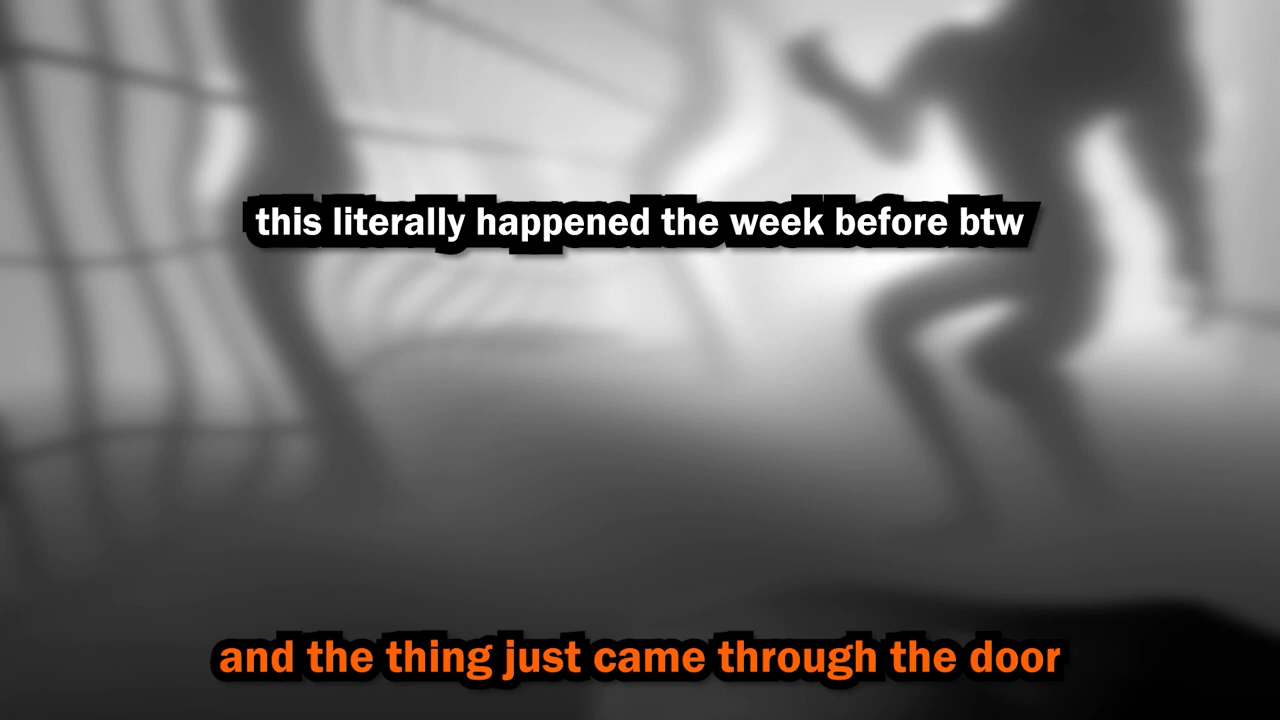 this literally happened the week before btw
and the thing just came through the door